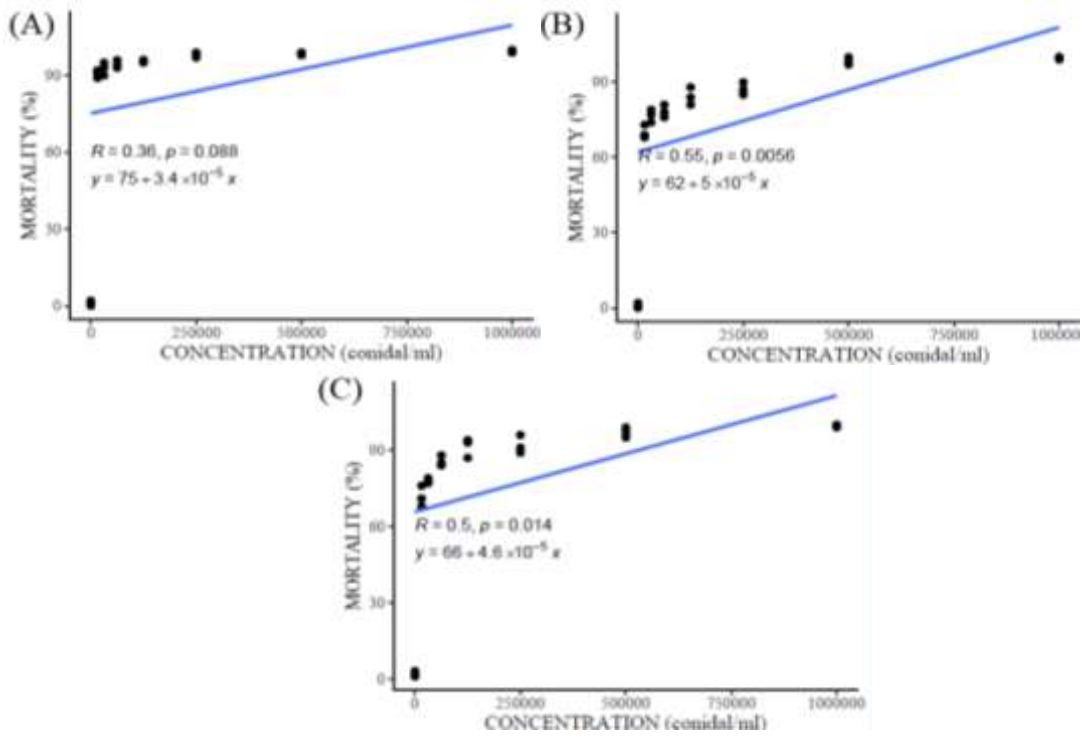 (A)
MORTALITY (%)
90
60
30
0
R = 0.36, p = 0.088
y = 75 + 3.4 ×10⁻⁵ x
0 250000 500000 750000 1000000
CONCENTRATION (conidal/ml)
(B)
MORTALITY (%)
90
60
30
0
R = 0.55, p = 0.0056
y = 62 + 5 ×10⁻⁵ x
0 250000 500000 750000 1000000
CONCENTRATION (conidal/ml)
(C)
MORTALITY (%)
90
60
30
0
R = 0.5, p = 0.014
y = 66 + 4.6 ×10⁻⁵ x
0 250000 500000 750000 1000000
CONCENTRATION (conidal/ml)